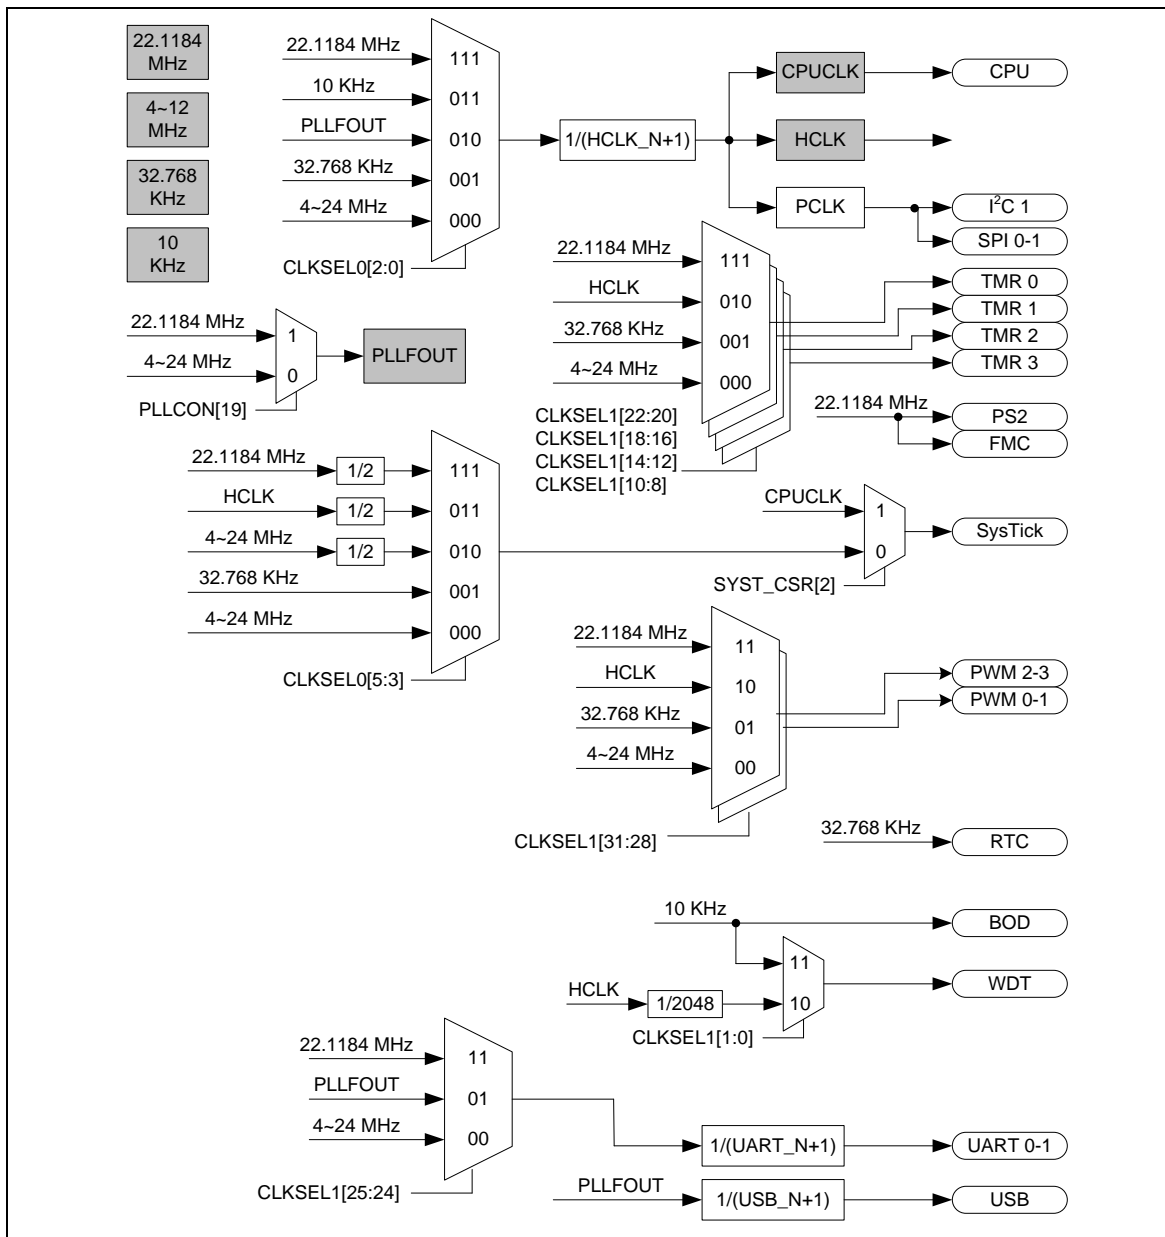 22.1184
MHz
4~12
MHz
32.768
KHz
10
KHz
22.1184 MHz
10 KHz
PLLFOUT
32.768 KHz
4~24 MHz
111
011
010
001
000
CLKSEL0[2:0]
1/(HCLK_N+1)
CPUCLK
HCLK
PCLK
CPU
I²C 1
SPI 0-1
22.1184 MHz
HCLK
32.768 KHz
4~24 MHz
111
010
001
000
CLKSEL1[22:20]
CLKSEL1[18:16]
CLKSEL1[14:12]
CLKSEL1[10:8]
TMR 0
TMR 1
TMR 2
TMR 3
22.1184 MHz
4~24 MHz
1
0
PLLCON[19]
PLLFOUT
22.1184 MHz
PS2
FMC
22.1184 MHz
HCLK
4~24 MHz
32.768 KHz
4~24 MHz
1/2
1/2
1/2
111
011
010
001
000
CLKSEL0[5:3]
CPUCLK
1
0
SYST_CSR[2]
SysTick
22.1184 MHz
HCLK
32.768 KHz
4~24 MHz
11
10
01
00
CLKSEL1[31:28]
PWM 2-3
PWM 0-1
32.768 KHz
RTC
10 KHz
BOD
HCLK
1/2048
11
10
CLKSEL1[1:0]
WDT
22.1184 MHz
PLLFOUT
4~24 MHz
11
01
00
CLKSEL1[25:24]
1/(UART_N+1)
UART 0-1
PLLFOUT
1/(USB_N+1)
USB